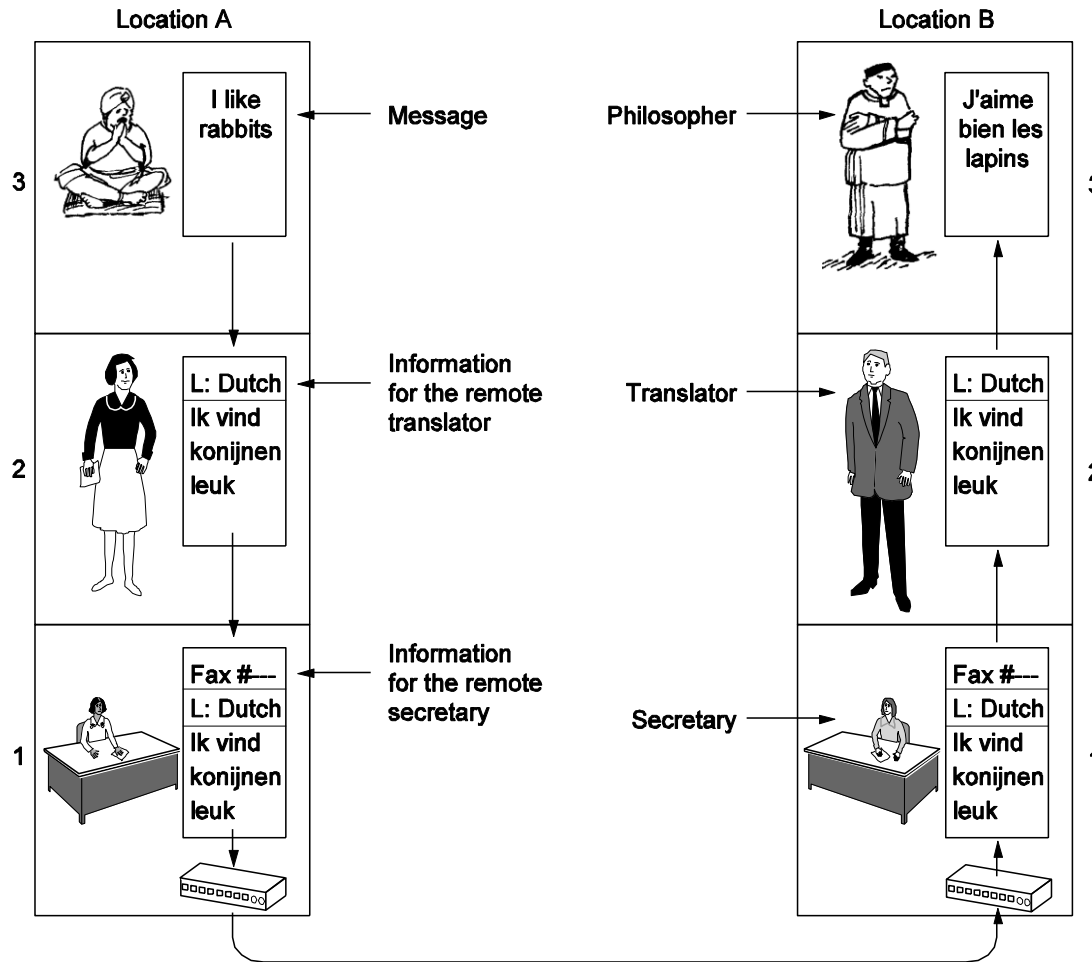 Location A
Location B
I like
rabbits
Message
Philosopher
J'aime
bien les
lapins
3
3
L: Dutch
Ik vind
konijnen
leuk
Information
for the remote
translator
Translator
L: Dutch
Ik vind
konijnen
leuk
2
2
Fax #---
L: Dutch
Ik vind
konijnen
leuk
Information
for the remote
secretary
Secretary
Fax #---
L: Dutch
Ik vind
konijnen
leuk
1